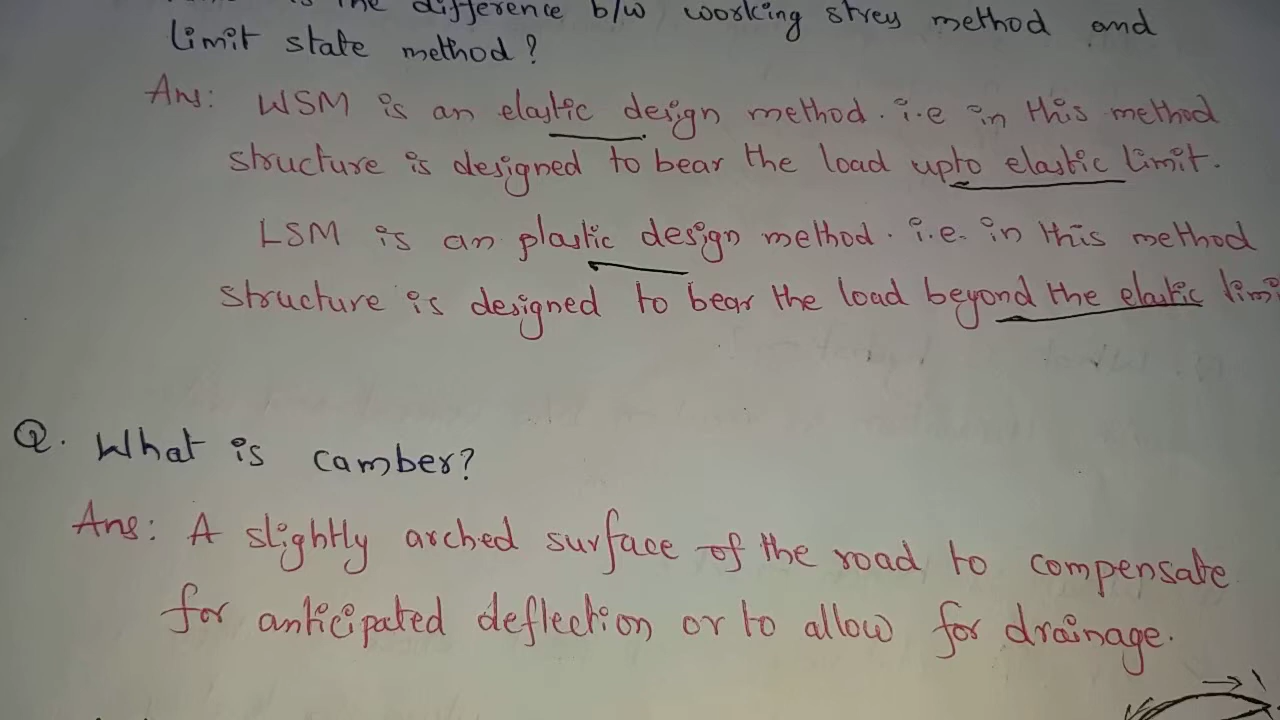 is the difference b/w working stress method and
limit state method?
Ans: WSM is an elastic design method. i.e in this method
structure is designed to bear the load upto elastic limit.
LSM is an plastic design method. i.e. in this method
structure is designed to bear the load beyond the elastic limi
Q. What is camber?
Ans: A slightly arched surface of the road to compensate
for anticipated deflection or to allow for drainage.